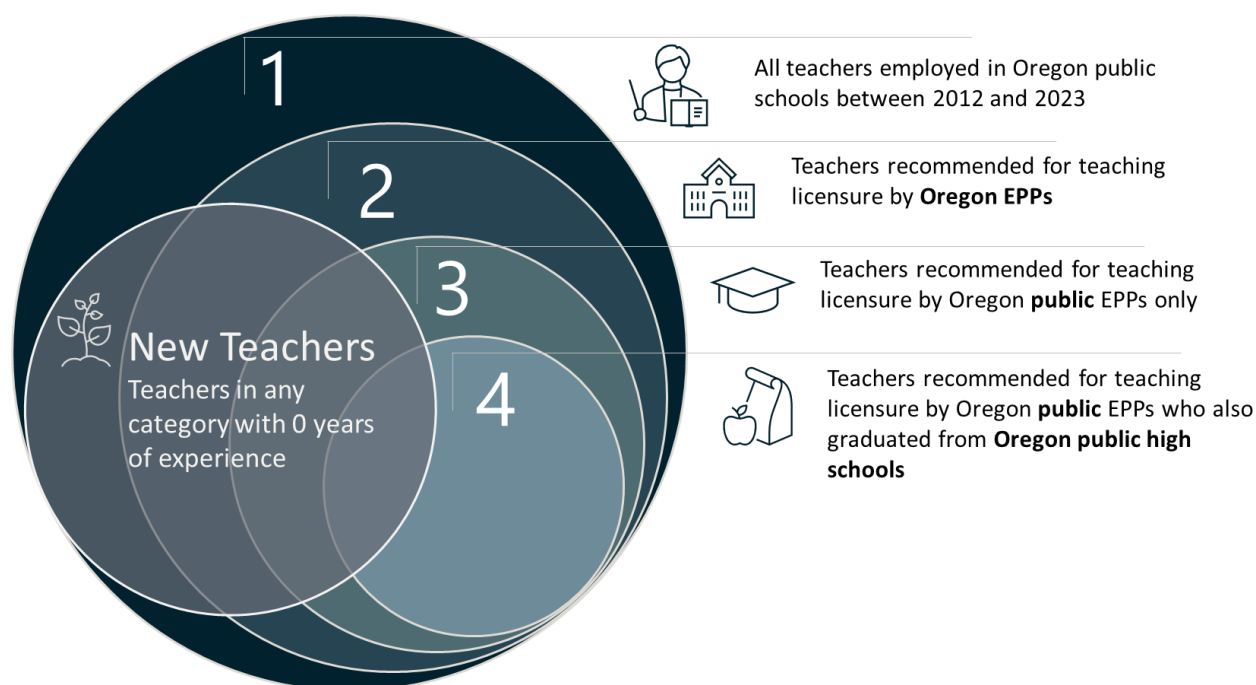 1
All teachers employed in Oregon public
schools between 2012 and 2023
2
Teachers recommended for teaching
licensure by Oregon EPPs
3
Teachers recommended for teaching
licensure by Oregon public EPPs only
4
Teachers recommended for teaching
licensure by Oregon public EPPs who also
graduated from Oregon public high
schools
New Teachers
Teachers in any
category with 0 years
of experience